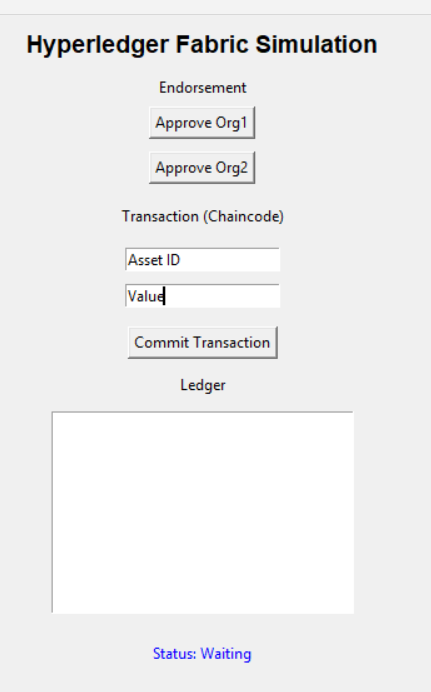 Hyperledger Fabric Simulation
Endorsement
Approve Org1
Approve Org2
Transaction (Chaincode)
Asset ID
Value
Commit Transaction
Ledger
Status: Waiting